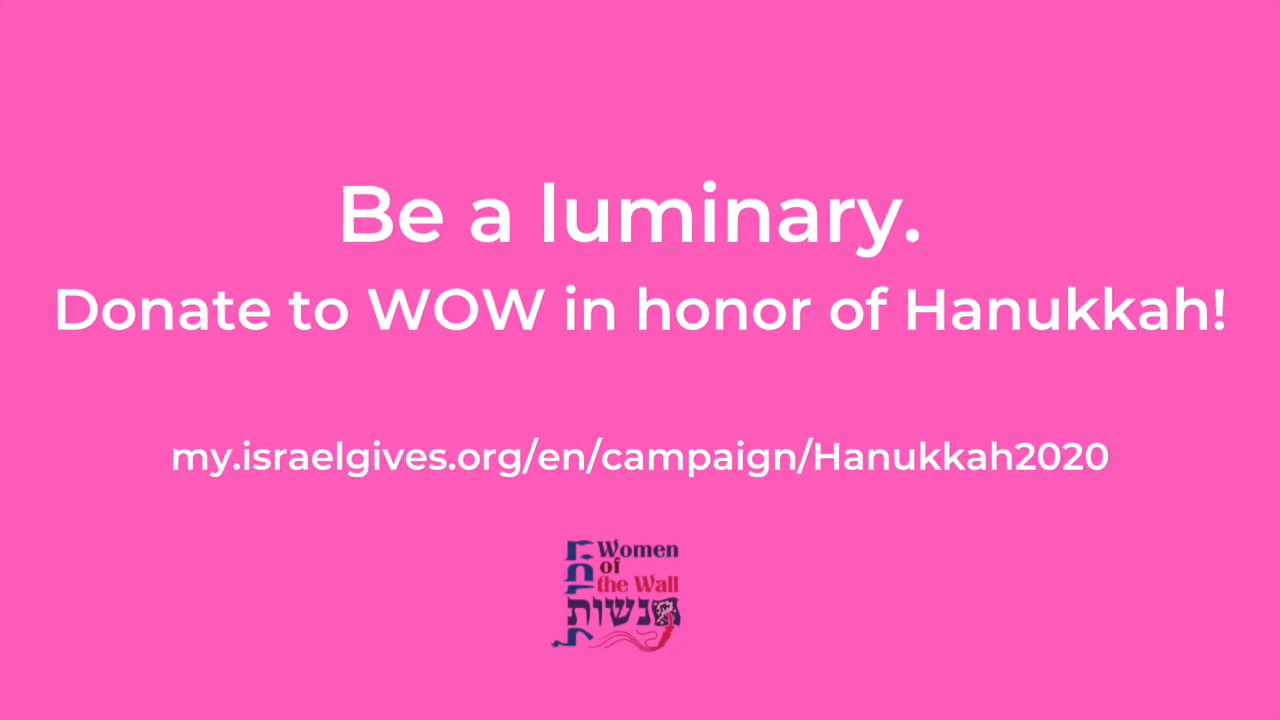 Be a luminary.
Donate to WOW in honor of Hanukkah!
my.israelgives.org/en/campaign/Hanukkah2020
Women
of
the Wall
נשות